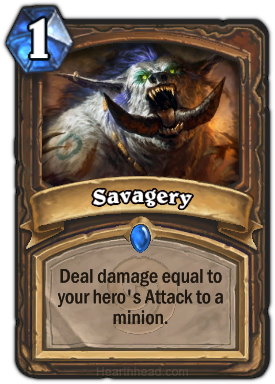 1
Savagery
Deal damage equal to
your hero's Attack to a
minion.
Hearthhead.com